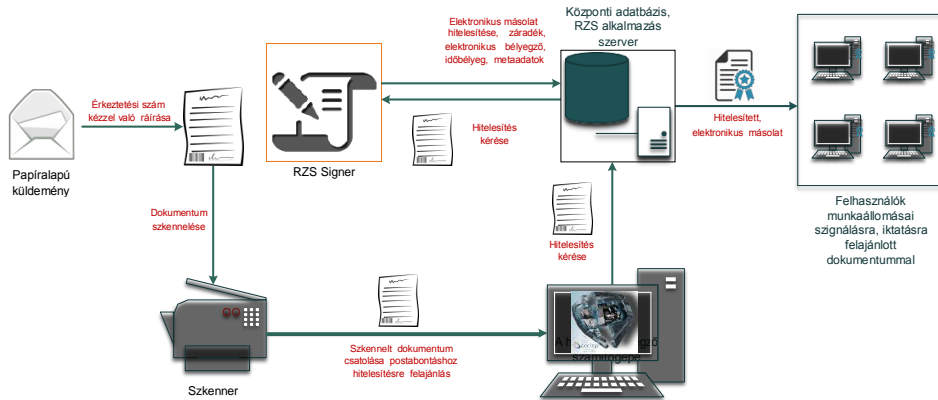 Papíralapú
küldemény
Érkeztetési szám
kézzel való ráírása
Dokumentum
szkennelése
Szkenner
Szkennelt dokumentum
csatolása postabontáshoz
hitelesítésre felajánlás
Hitelesítés
kérése
RZS Signer
Elektronikus másolat
hitelesítése, záradék,
elektronikus bélyegző,
időbélyeg, metaadatok
Hitelesítés
kérése
Központi adatbázis,
RZS alkalmazás
szerver
Hitelesített,
elektronikus másolat
Felhasználók
munkaállomásai
szignálásra, iktatásra
felajánlott
dokumentummal
számítógépe